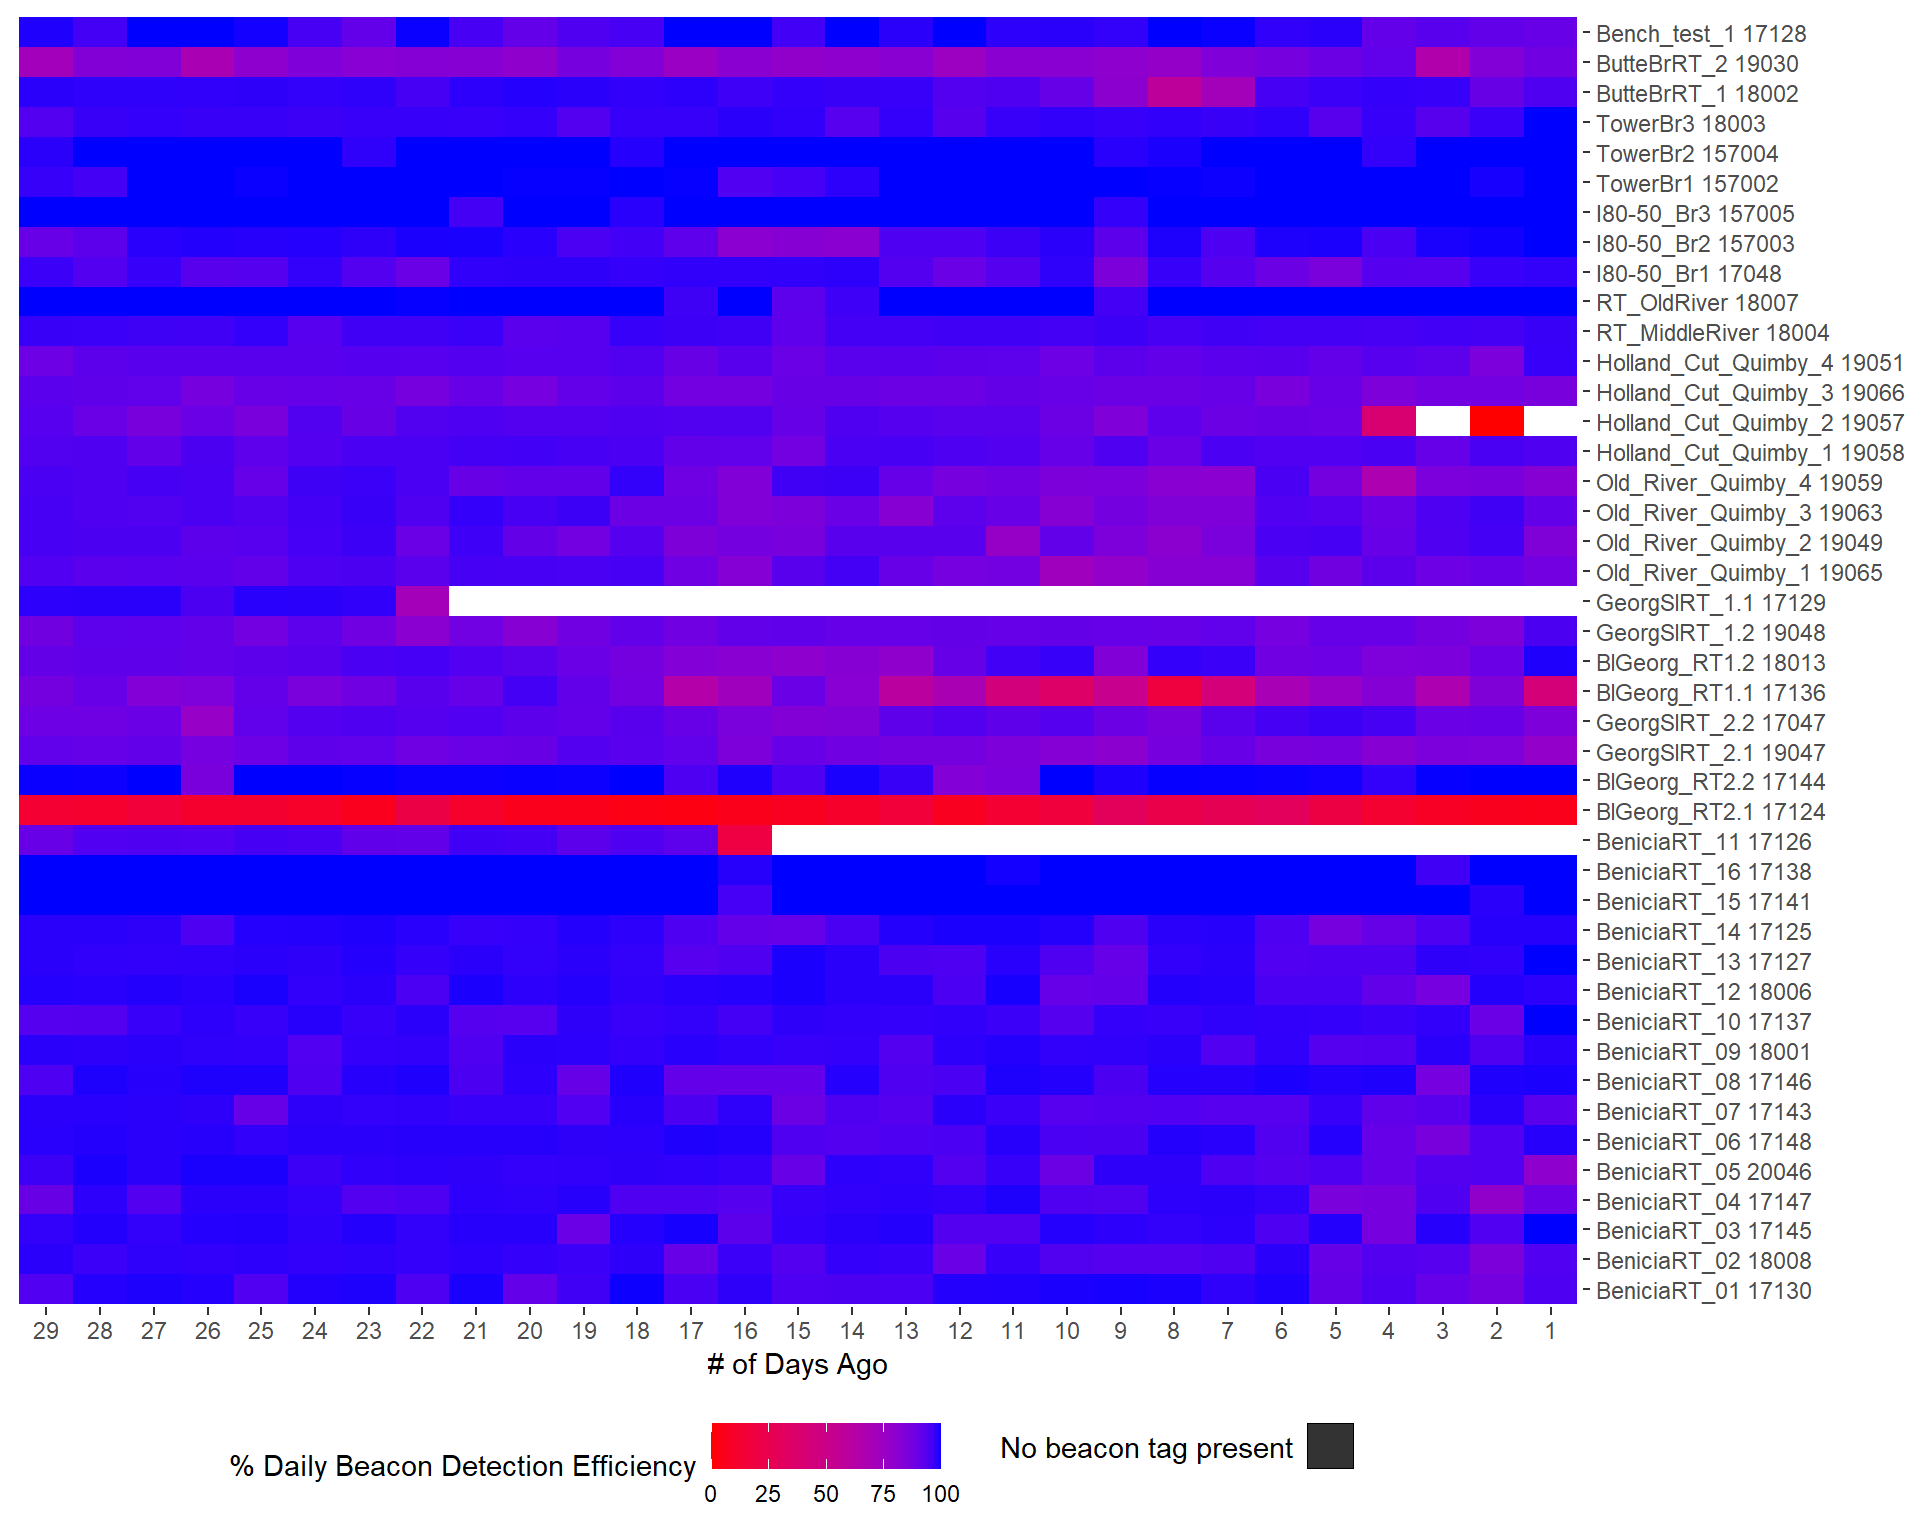 Bench_test_1 17128
ButteBrRT_2 19030
ButteBrRT_1 18002
TowerBr3 18003
TowerBr2 157004
TowerBr1 157002
I80-50_Br3 157005
I80-50_Br2 157003
I80-50_Br1 17048
RT_OldRiver 18007
RT_MiddleRiver 18004
Holland_Cut_Quimby_4 19051
Holland_Cut_Quimby_3 19066
Holland_Cut_Quimby_2 19057
Holland_Cut_Quimby_1 19058
Old_River_Quimby_4 19059
Old_River_Quimby_3 19063
Old_River_Quimby_2 19049
Old_River_Quimby_1 19065
GeorgSlRT_1.1 17129
GeorgSlRT_1.2 19048
BlGeorg_RT1.2 18013
BlGeorg_RT1.1 17136
GeorgSlRT_2.2 17047
GeorgSlRT_2.1 19047
BlGeorg_RT2.2 17144
BlGeorg_RT2.1 17124
BeniciaRT_11 17126
BeniciaRT_16 17138
BeniciaRT_15 17141
BeniciaRT_14 17125
BeniciaRT_13 17127
BeniciaRT_12 18006
BeniciaRT_10 17137
BeniciaRT_09 18001
BeniciaRT_08 17146
BeniciaRT_07 17143
BeniciaRT_06 17148
BeniciaRT_05 20046
BeniciaRT_04 17147
BeniciaRT_03 17145
BeniciaRT_02 18008
BeniciaRT_01 17130
29 28 27 26 25 24 23 22 21 20 19 18 17 16 15 14 13 12 11 10 9 8 7 6 5 4 3 2 1
# of Days Ago
% Daily Beacon Detection Efficiency
0 25 50 75 100
No beacon tag present